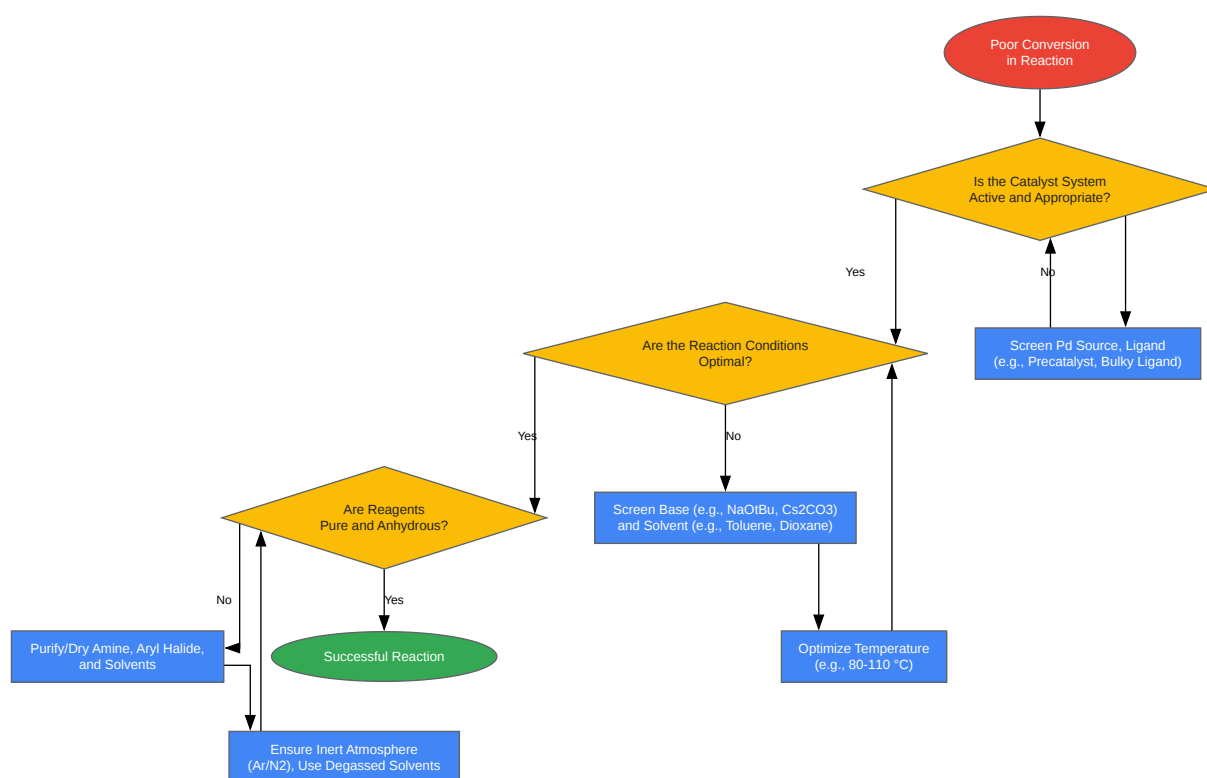 Poor Conversion
in Reaction
Is the Catalyst System
Active and Appropriate?
Yes
No
Screen Pd Source, Ligand
(e.g., Precatalyst, Bulky Ligand)
Are the Reaction Conditions
Optimal?
Yes
No
Screen Base (e.g., NaOtBu, Cs2CO3)
and Solvent (e.g., Toluene, Dioxane)
Are Reagents
Pure and Anhydrous?
No
Yes
Optimize Temperature
(e.g., 80-110 °C)
Purify/Dry Amine, Aryl Halide,
and Solvents
Successful Reaction
Ensure Inert Atmosphere
(Ar/N2), Use Degassed Solvents